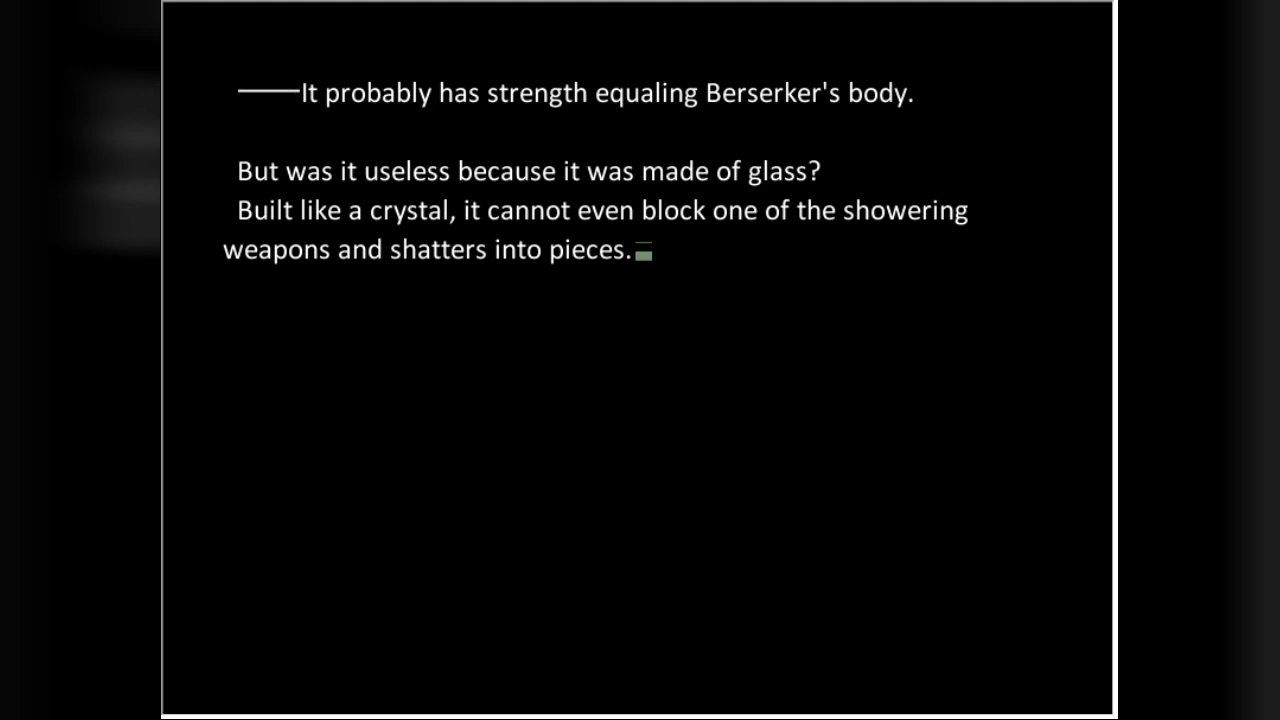 ——It probably has strength equaling Berserker's body.
But was it useless because it was made of glass?
Built like a crystal, it cannot even block one of the showering
weapons and shatters into pieces.